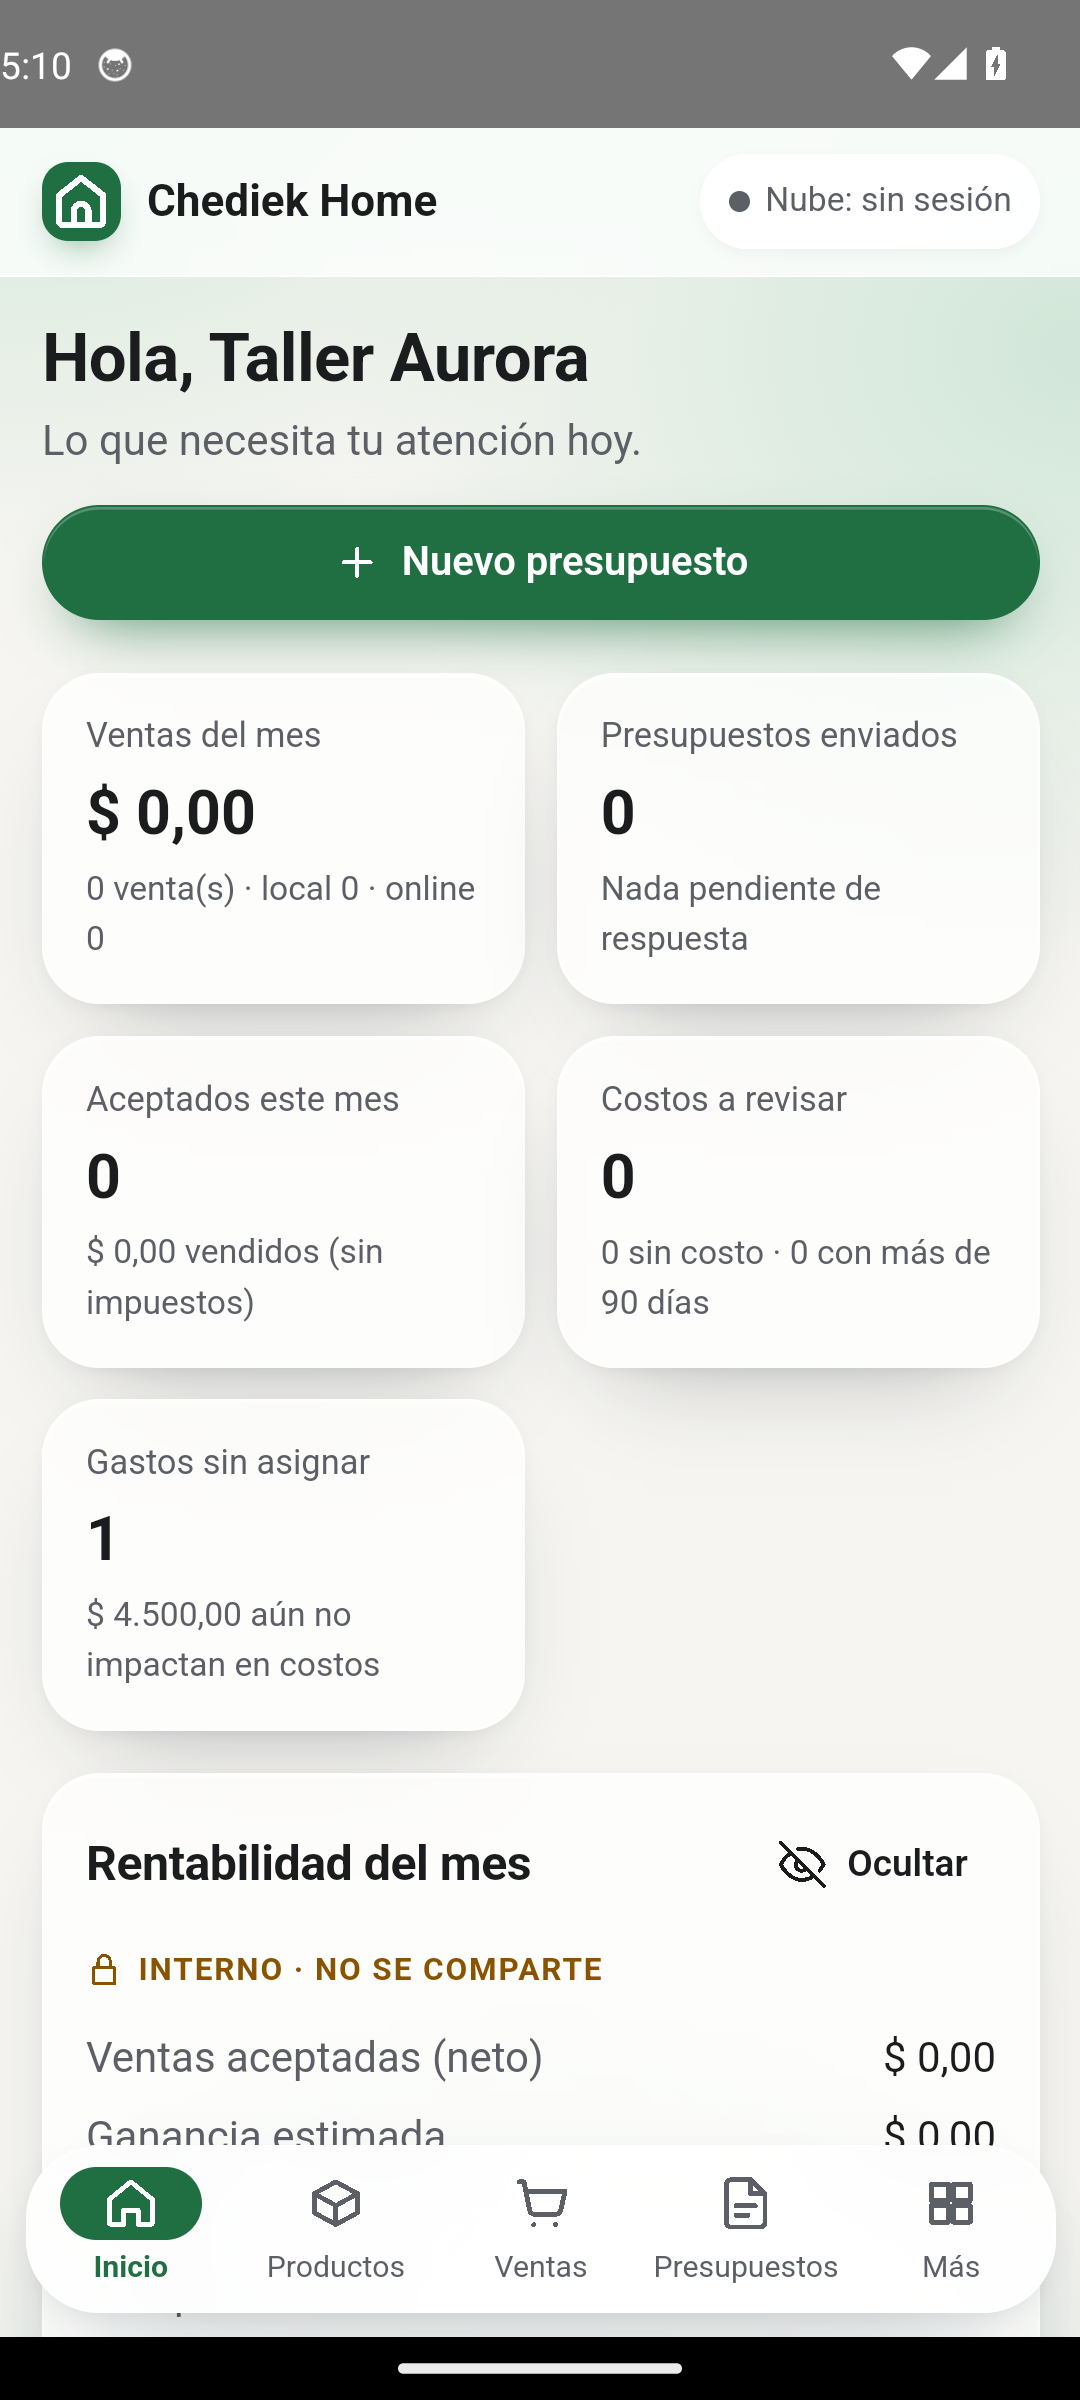 5:10
Chediek Home
Nube: sin sesión
Hola, Taller Aurora
Lo que necesita tu atención hoy.
Nuevo presupuesto
Ventas del mes
$ 0,00
0 venta(s) · local 0 · online
0
Presupuestos enviados
0
Nada pendiente de
respuesta
Aceptados este mes
0
$ 0,00 vendidos (sin
impuestos)
Costos a revisar
0
0 sin costo · 0 con más de
90 días
Gastos sin asignar
1
$ 4.500,00 aún no
impactan en costos
Rentabilidad del mes
Ocultar
INTERNO · NO SE COMPARTE
Ventas aceptadas (neto) $ 0,00
Ganancia estimada $ 0,00
Inicio
Productos
Ventas
Presupuestos
Más